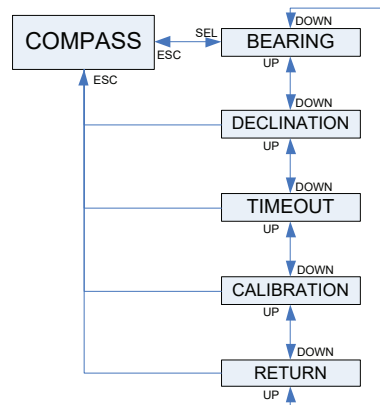 DOWN
COMPASS
SEL
BEARING
ESC
UP
ESC
DOWN
DECLINATION
UP
DOWN
TIMEOUT
UP
DOWN
CALIBRATION
UP
DOWN
RETURN
UP